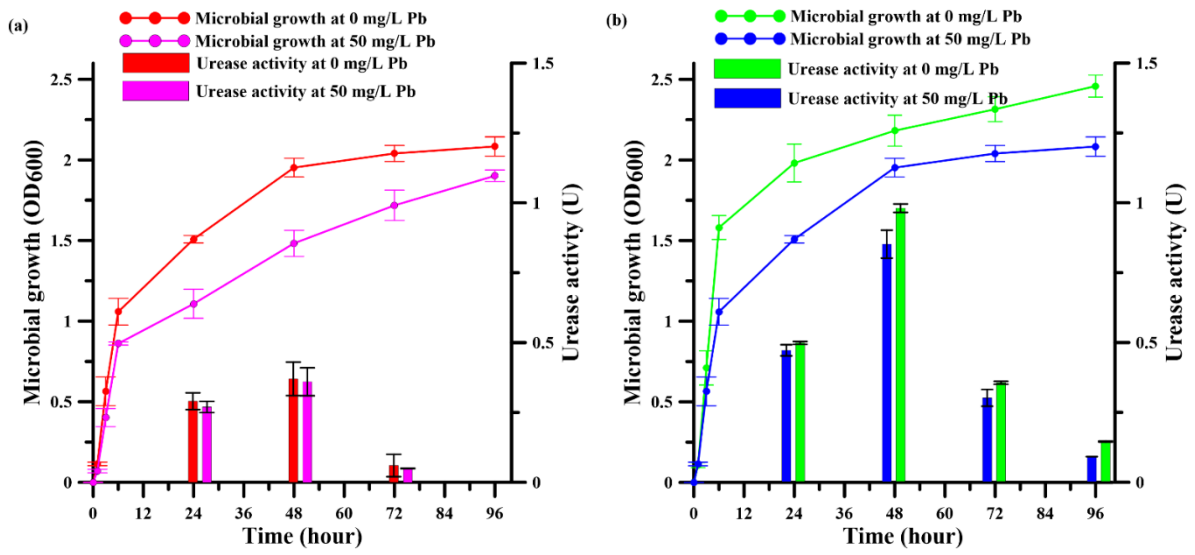 (a)
Microbial growth at 0 mg/L Pb
Microbial growth at 50 mg/L Pb
Urease activity at 0 mg/L Pb
Urease activity at 50 mg/L Pb
Microbial growth (OD600)
2.5
2
1.5
1
0.5
0
1.5
1
0.5
0
Urease activity (U)
0 12 24 36 48 60 72 84 96
Time (hour)
(b)
Microbial growth at 0 mg/L Pb
Microbial growth at 50 mg/L Pb
Urease activity at 0 mg/L Pb
Urease activity at 50 mg/L Pb
Microbial growth (OD600)
2.5
2
1.5
1
0.5
0
1.5
1
0.5
0
Urease activity (U)
0 12 24 36 48 60 72 84 96
Time (hour)